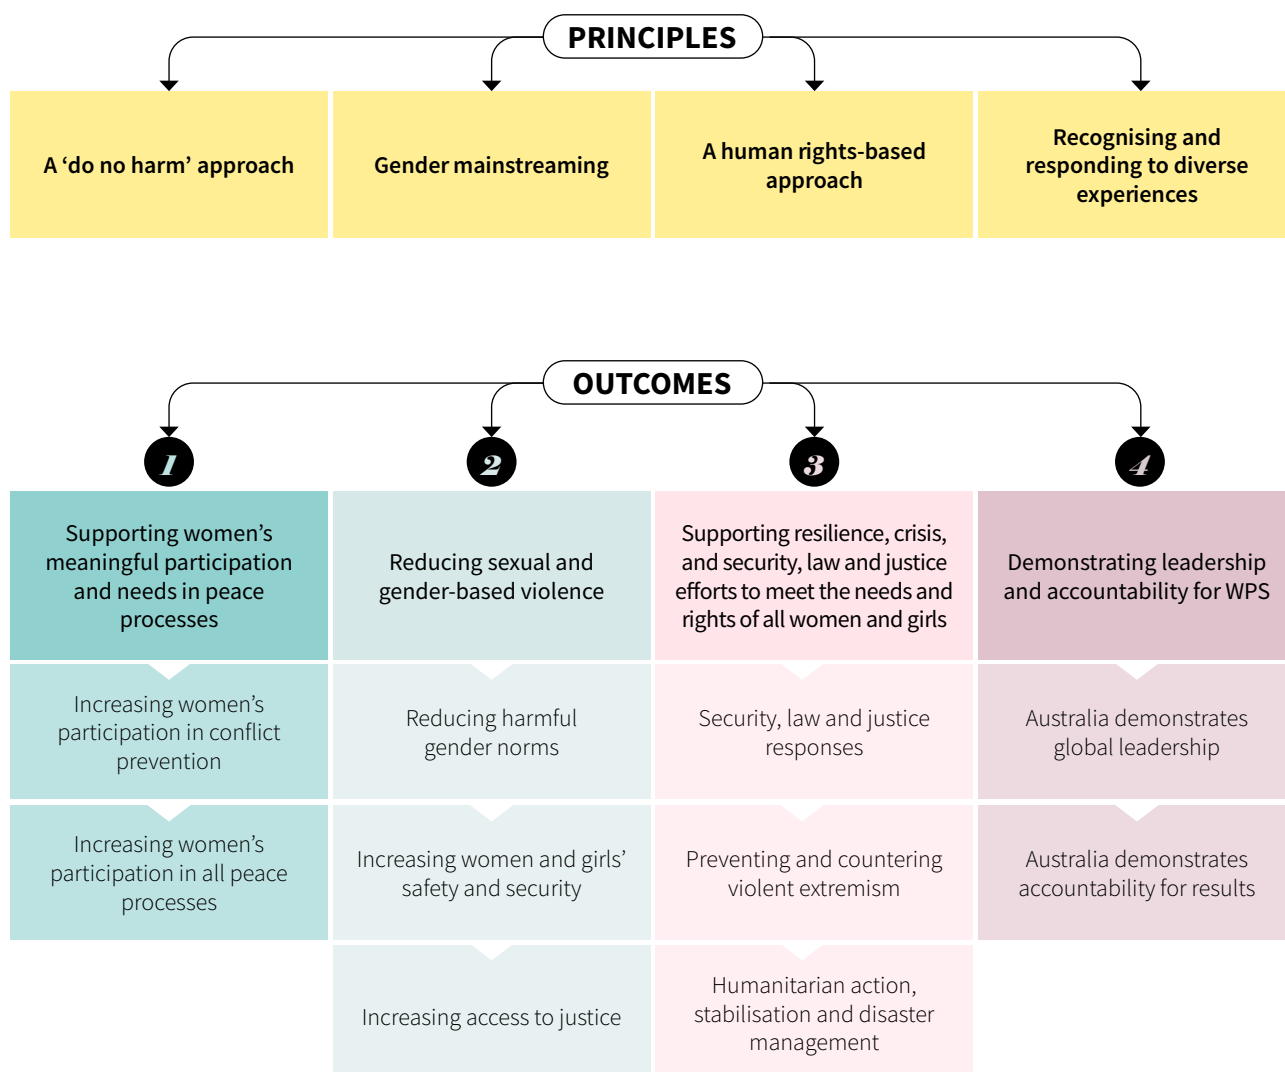 PRINCIPLES
A ‘do no harm’ approach
Gender mainstreaming
A human rights-based
approach
Recognising and
responding to diverse
experiences
OUTCOMES
1
2
3
4
Supporting women’s
meaningful participation
and needs in peace
processes
Reducing sexual and
gender-based violence
Supporting resilience, crisis,
and security, law and justice
efforts to meet the needs and
rights of all women and girls
Demonstrating leadership
and accountability for WPS
Increasing women’s
participation in conflict
prevention
Reducing harmful
gender norms
Security, law and justice
responses
Australia demonstrates
global leadership
Increasing women’s
participation in all peace
processes
Increasing women and girls’
safety and security
Preventing and countering
violent extremism
Australia demonstrates
accountability for results
Increasing access to justice
Humanitarian action,
stabilisation and disaster
management